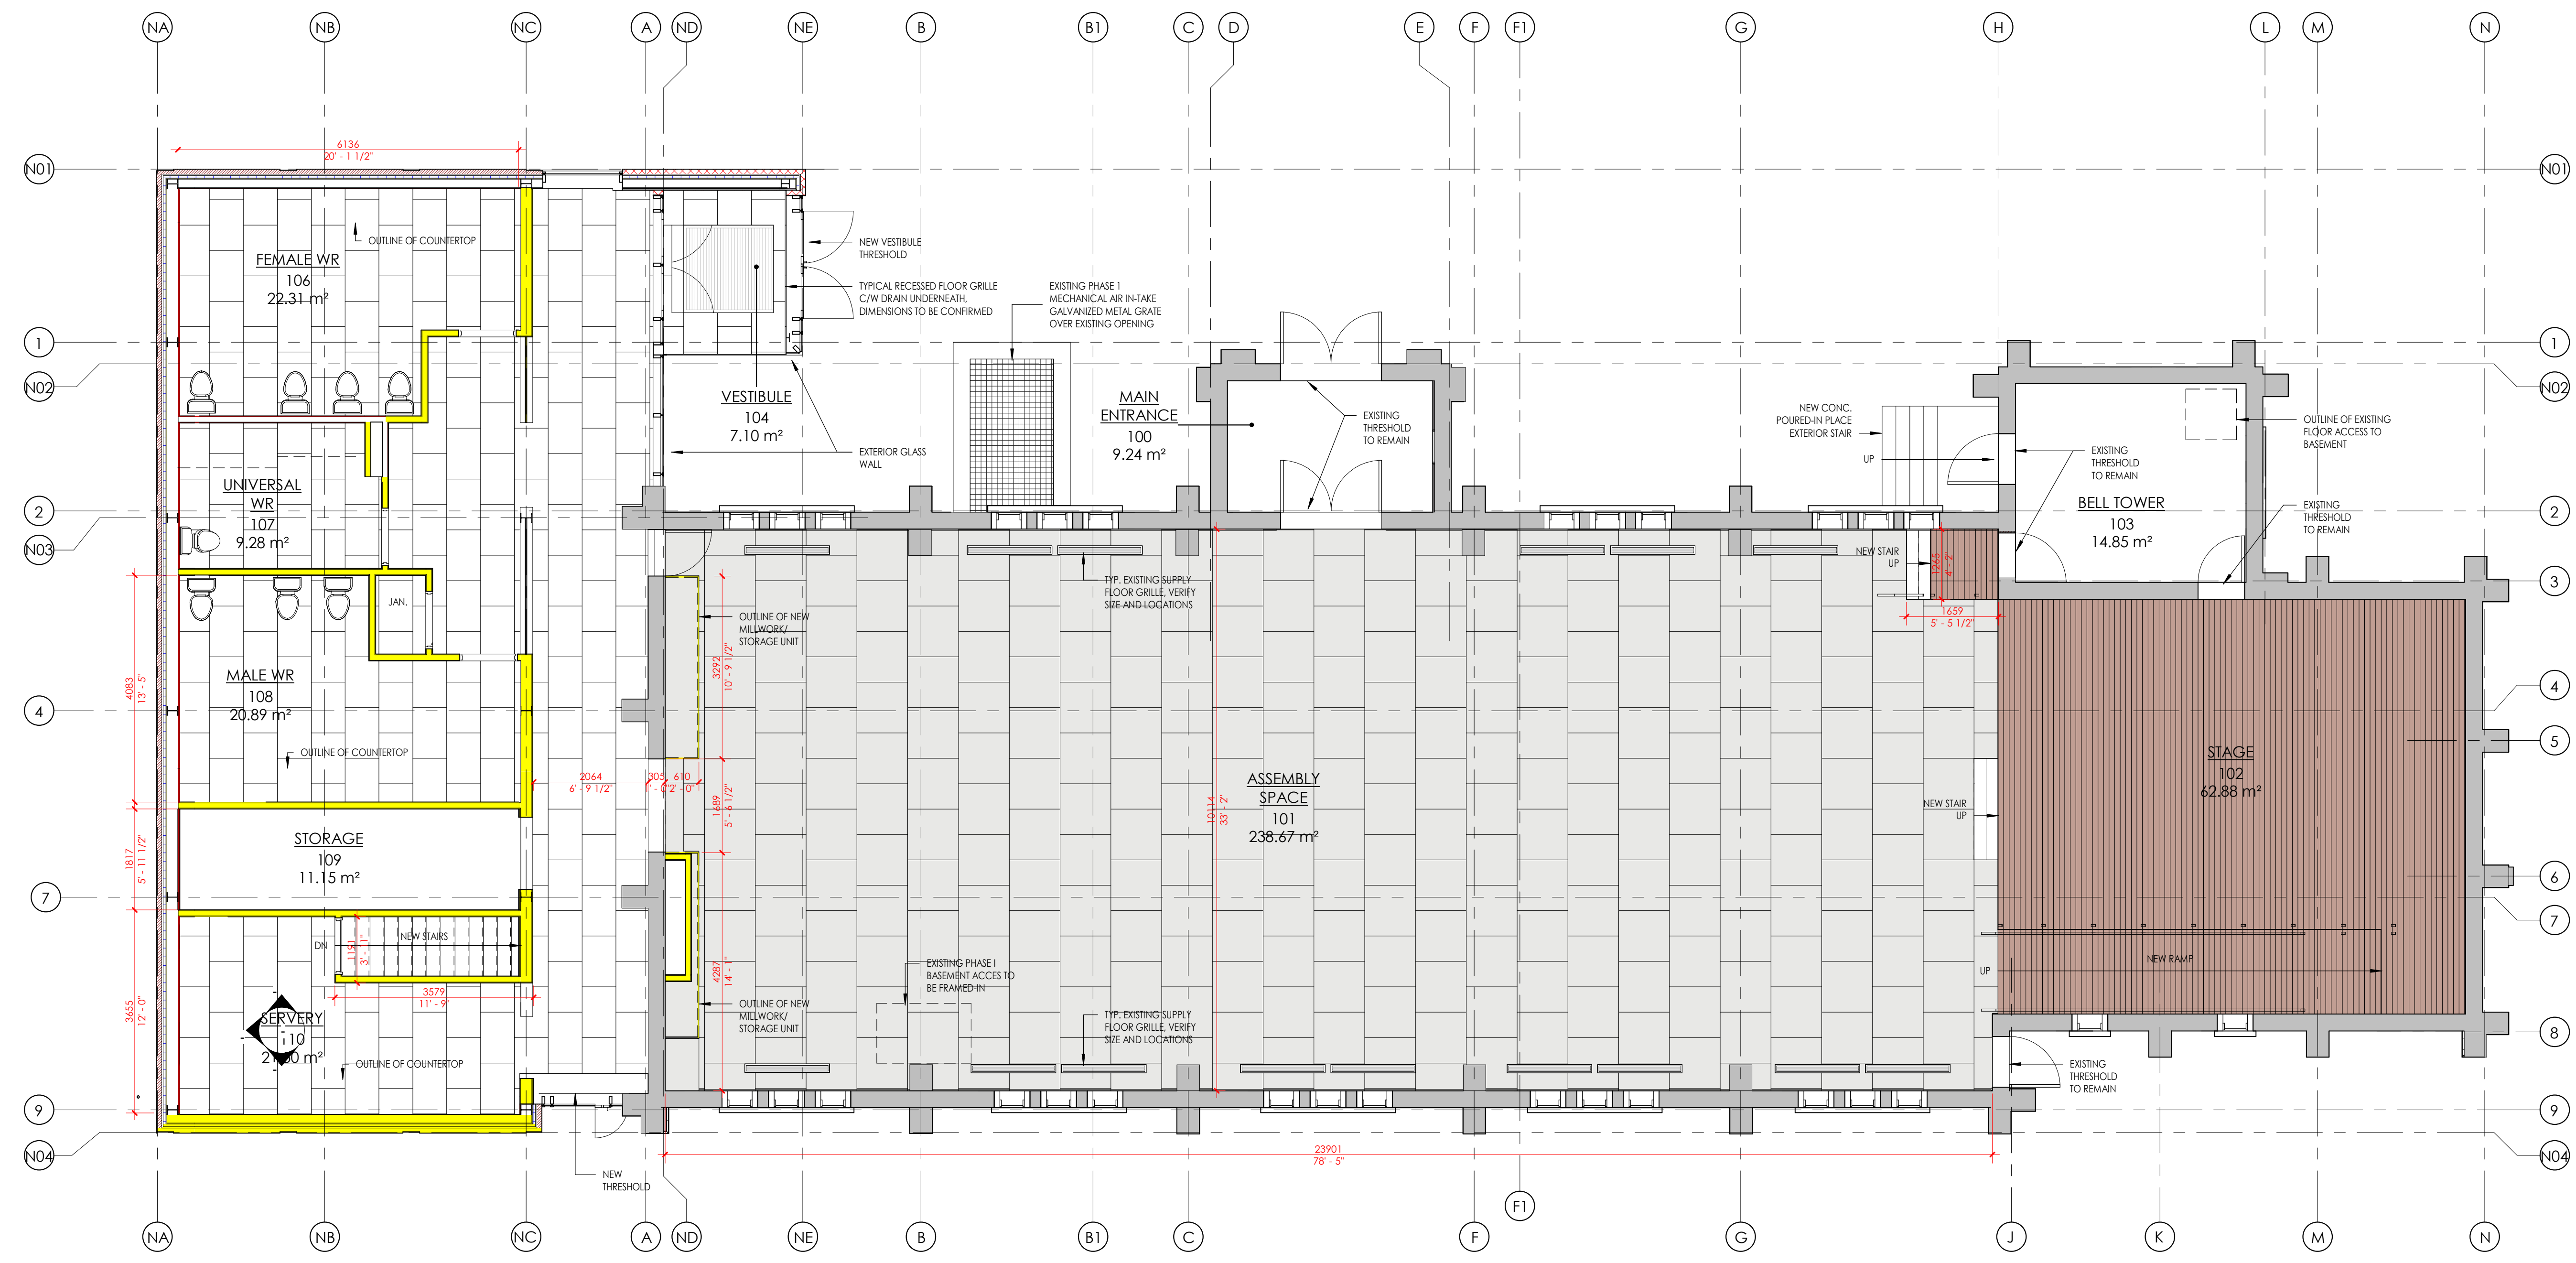 NA NB NC A ND NE B B1 C D E F F1 G H L M N
N01 N01
6136
20' - 1 1/2"
FEMALE WR
106
22.31 m²
OUTLINE OF COUNTERTOP
NEW VESTIBULE
THRESHOLD
TYPICAL RECESSED FLOOR GRILLE
C/W DRAIN UNDERNEATH,
DIMENSIONS TO BE CONFIRMED
EXISTING PHASE 1
MECHANICAL AIR IN-TAKE
GALVANIZED METAL GRATE
OVER EXISTING OPENING
1 1
N02 N02
VESTIBULE
104
7.10 m²
EXTERIOR GLASS
WALL
MAIN
ENTRANCE
100
9.24 m²
EXISTING
THRESHOLD
TO REMAIN
NEW CONC.
POURED-IN PLACE
EXTERIOR STAIR
UP
EXISTING
THRESHOLD
TO REMAIN
OUTLINE OF EXISTING
FLOOR ACCESS TO
BASEMENT
BELL TOWER
103
14.85 m²
EXISTING
THRESHOLD
TO REMAIN
UNIVERSAL
WR
107
9.28 m²
2 2
N03
3
JAN.
NEW STAIR
UP
1265
4' - 2"
1659
5' - 5 1/2"
TYP. EXISTING SUPPLY
FLOOR GRILLE, VERIFY
SIZE AND LOCATIONS
OUTLINE OF NEW
MILLWORK/
STORAGE UNIT
3292
10' - 9 1/2"
4083
13' - 5"
MALE WR
108
20.89 m²
OUTLINE OF COUNTERTOP
4 4
5
2064
6' - 9 1/2"
305
610
2' - 0"
1689
5' - 6 1/2"
ASSEMBLY
SPACE
101
238.67 m²
10114
33' - 2"
NEW STAIR
UP
STAGE
102
62.88 m²
1817
5' - 11 1/2"
STORAGE
109
11.15 m²
6
7 7
DN
NEW STAIRS
1191
3' - 1"
3579
11' - 9"
3655
12' - 0"
SERVERY
OUTLINE OF COUNTERTOP
4287
14' - 1"
OUTLINE OF NEW
MILLWORK/
STORAGE UNIT
EXISTING PHASE I
BASEMENT ACCES TO
BE FRAMED-IN
TYP. EXISTING SUPPLY
FLOOR GRILLE, VERIFY
SIZE AND LOCATIONS
UP
NEW RAMP
8
EXISTING
THRESHOLD
TO REMAIN
9 9
N04 N04
NEW
THRESHOLD
23901
78' - 5"
F1
NA NB NC A ND NE B B1 C F G J K M N